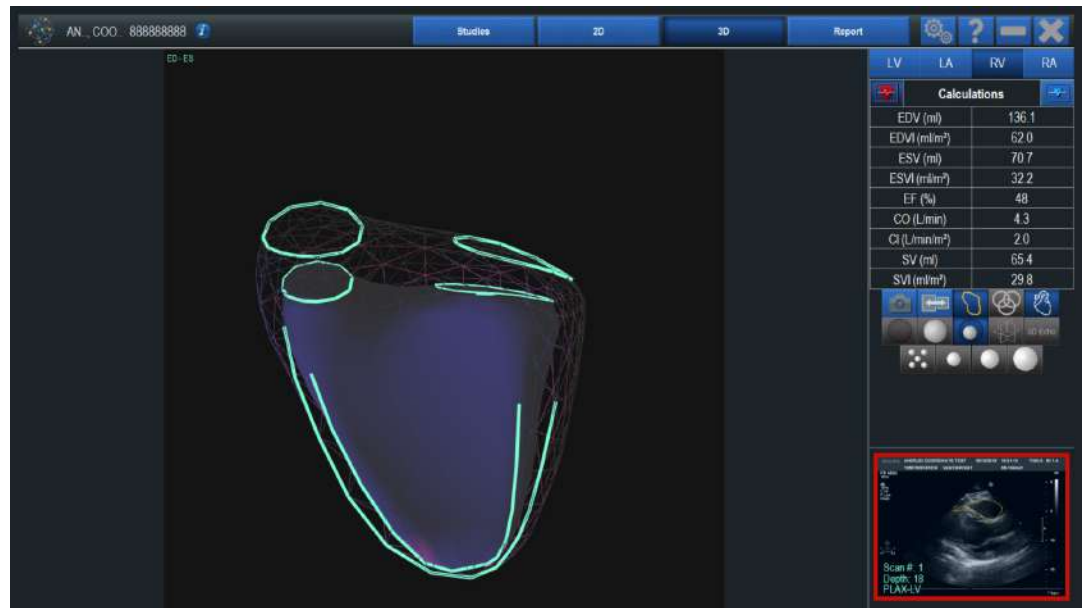 AN., COO.. 888888888 i
Studies 2D 3D Report ?
ED-ES
LV LA RV RA
Calculations
EDV (ml) 136.1
EDVI (ml/m²) 62.0
ESV (ml) 70.7
ESVI (ml/m²) 32.2
EF (%) 48
CO (L/min) 4.3
CI (L/min/m²) 2.0
SV (ml) 65.4
SVI (ml/m²) 29.8
Scan #: 1
Depth: 18
PLAX-LV